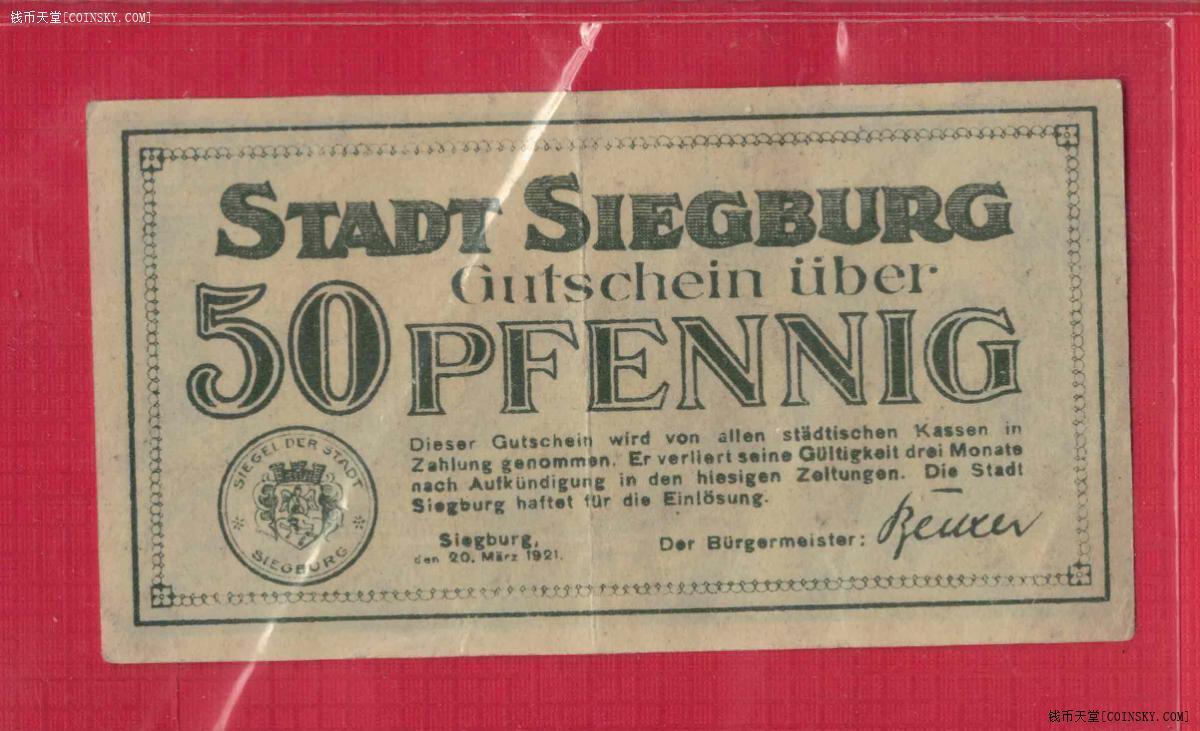 钱币天堂[COINSKY.COM]
STADT SIEGBURG
Gutschein über
50 PFENNIG
Dieser Gutschein wird von allen städtischen Kassen in
Zahlung genommen. Er verliert seine Gültigkeit drei Monate
nach Aufkündigung in den hiesigen Zeitungen. Die Stadt
Siegburg haftet für die Einlösung.
SIEGEL DER STADT
* SIEGBURG *
Siegburg,
den 20. März 1921.
Der Bürgermeister:
钱币天堂[COINSKY.COM]